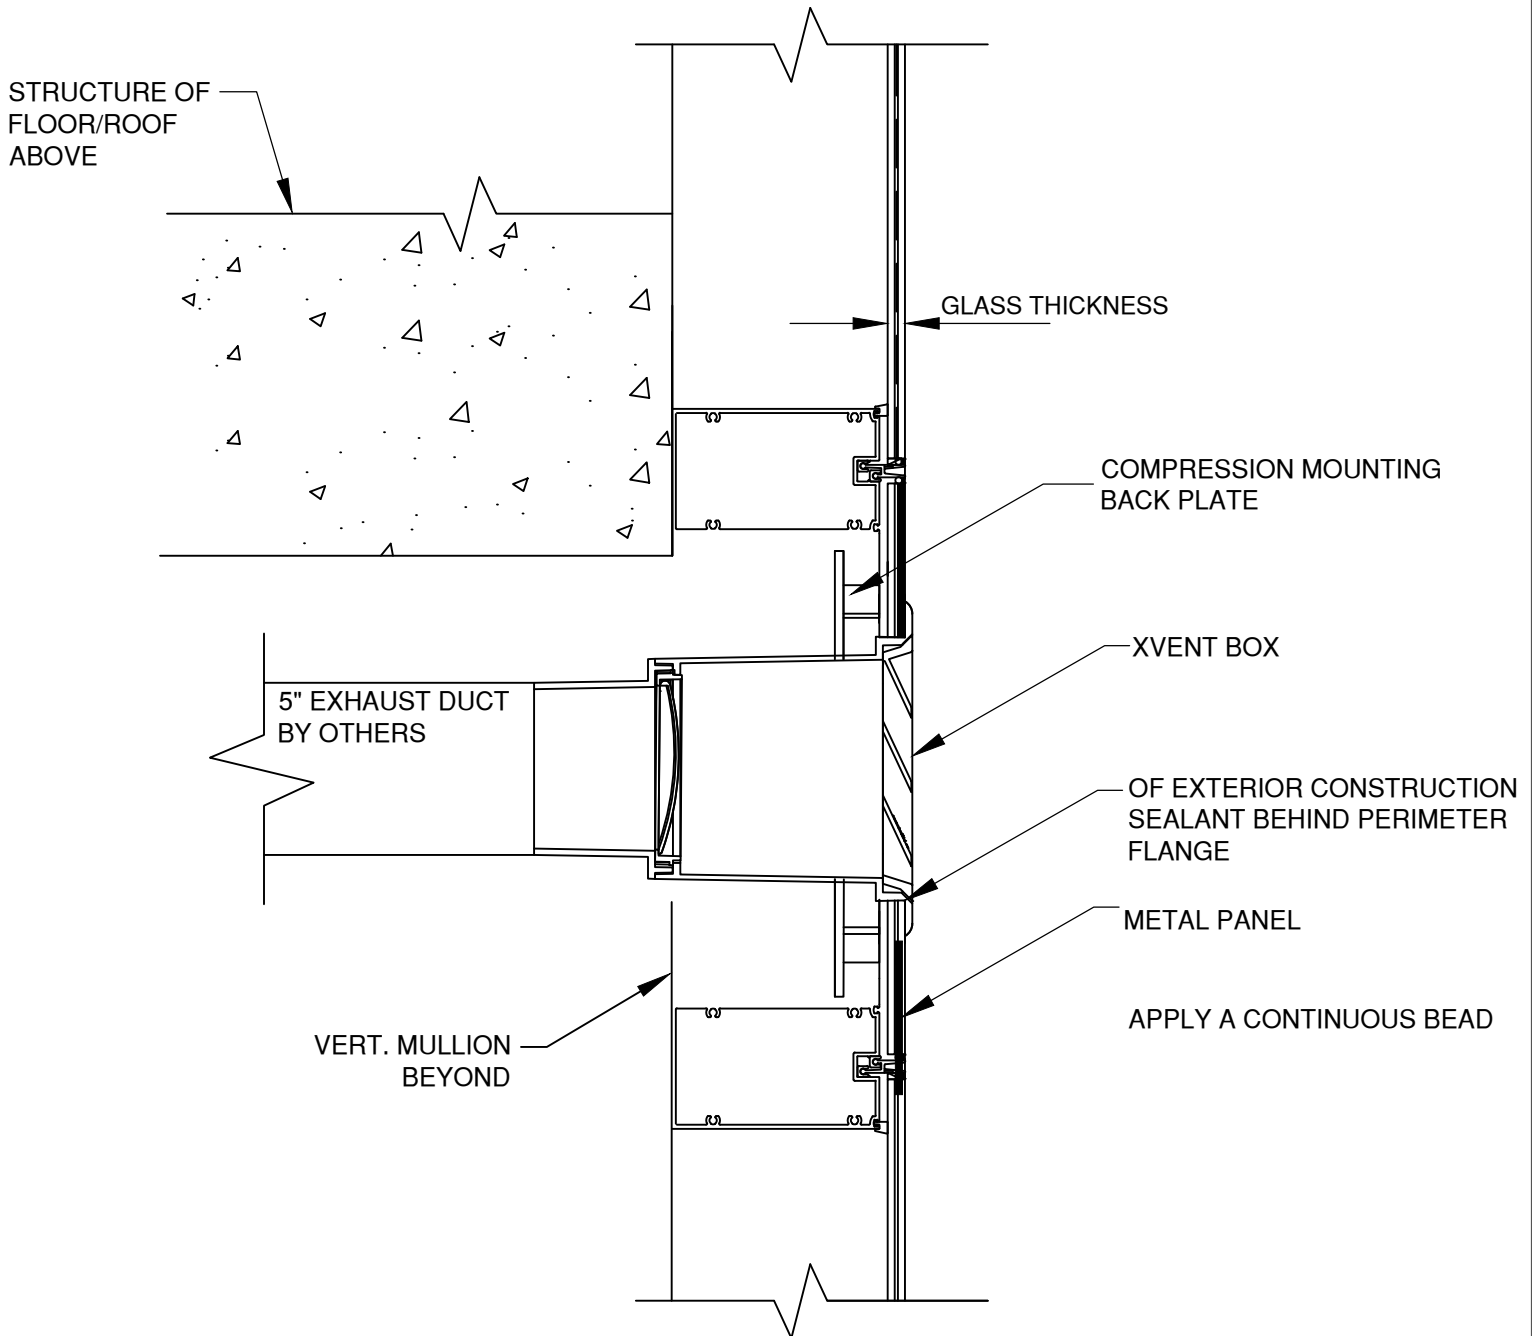 STRUCTURE OF
FLOOR/ROOF
ABOVE
GLASS THICKNESS
COMPRESSION MOUNTING
BACK PLATE
XVENT BOX
5" EXHAUST DUCT
BY OTHERS
OF EXTERIOR CONSTRUCTION
SEALANT BEHIND PERIMETER
FLANGE
METAL PANEL
APPLY A CONTINUOUS BEAD
VERT. MULLION
BEYOND